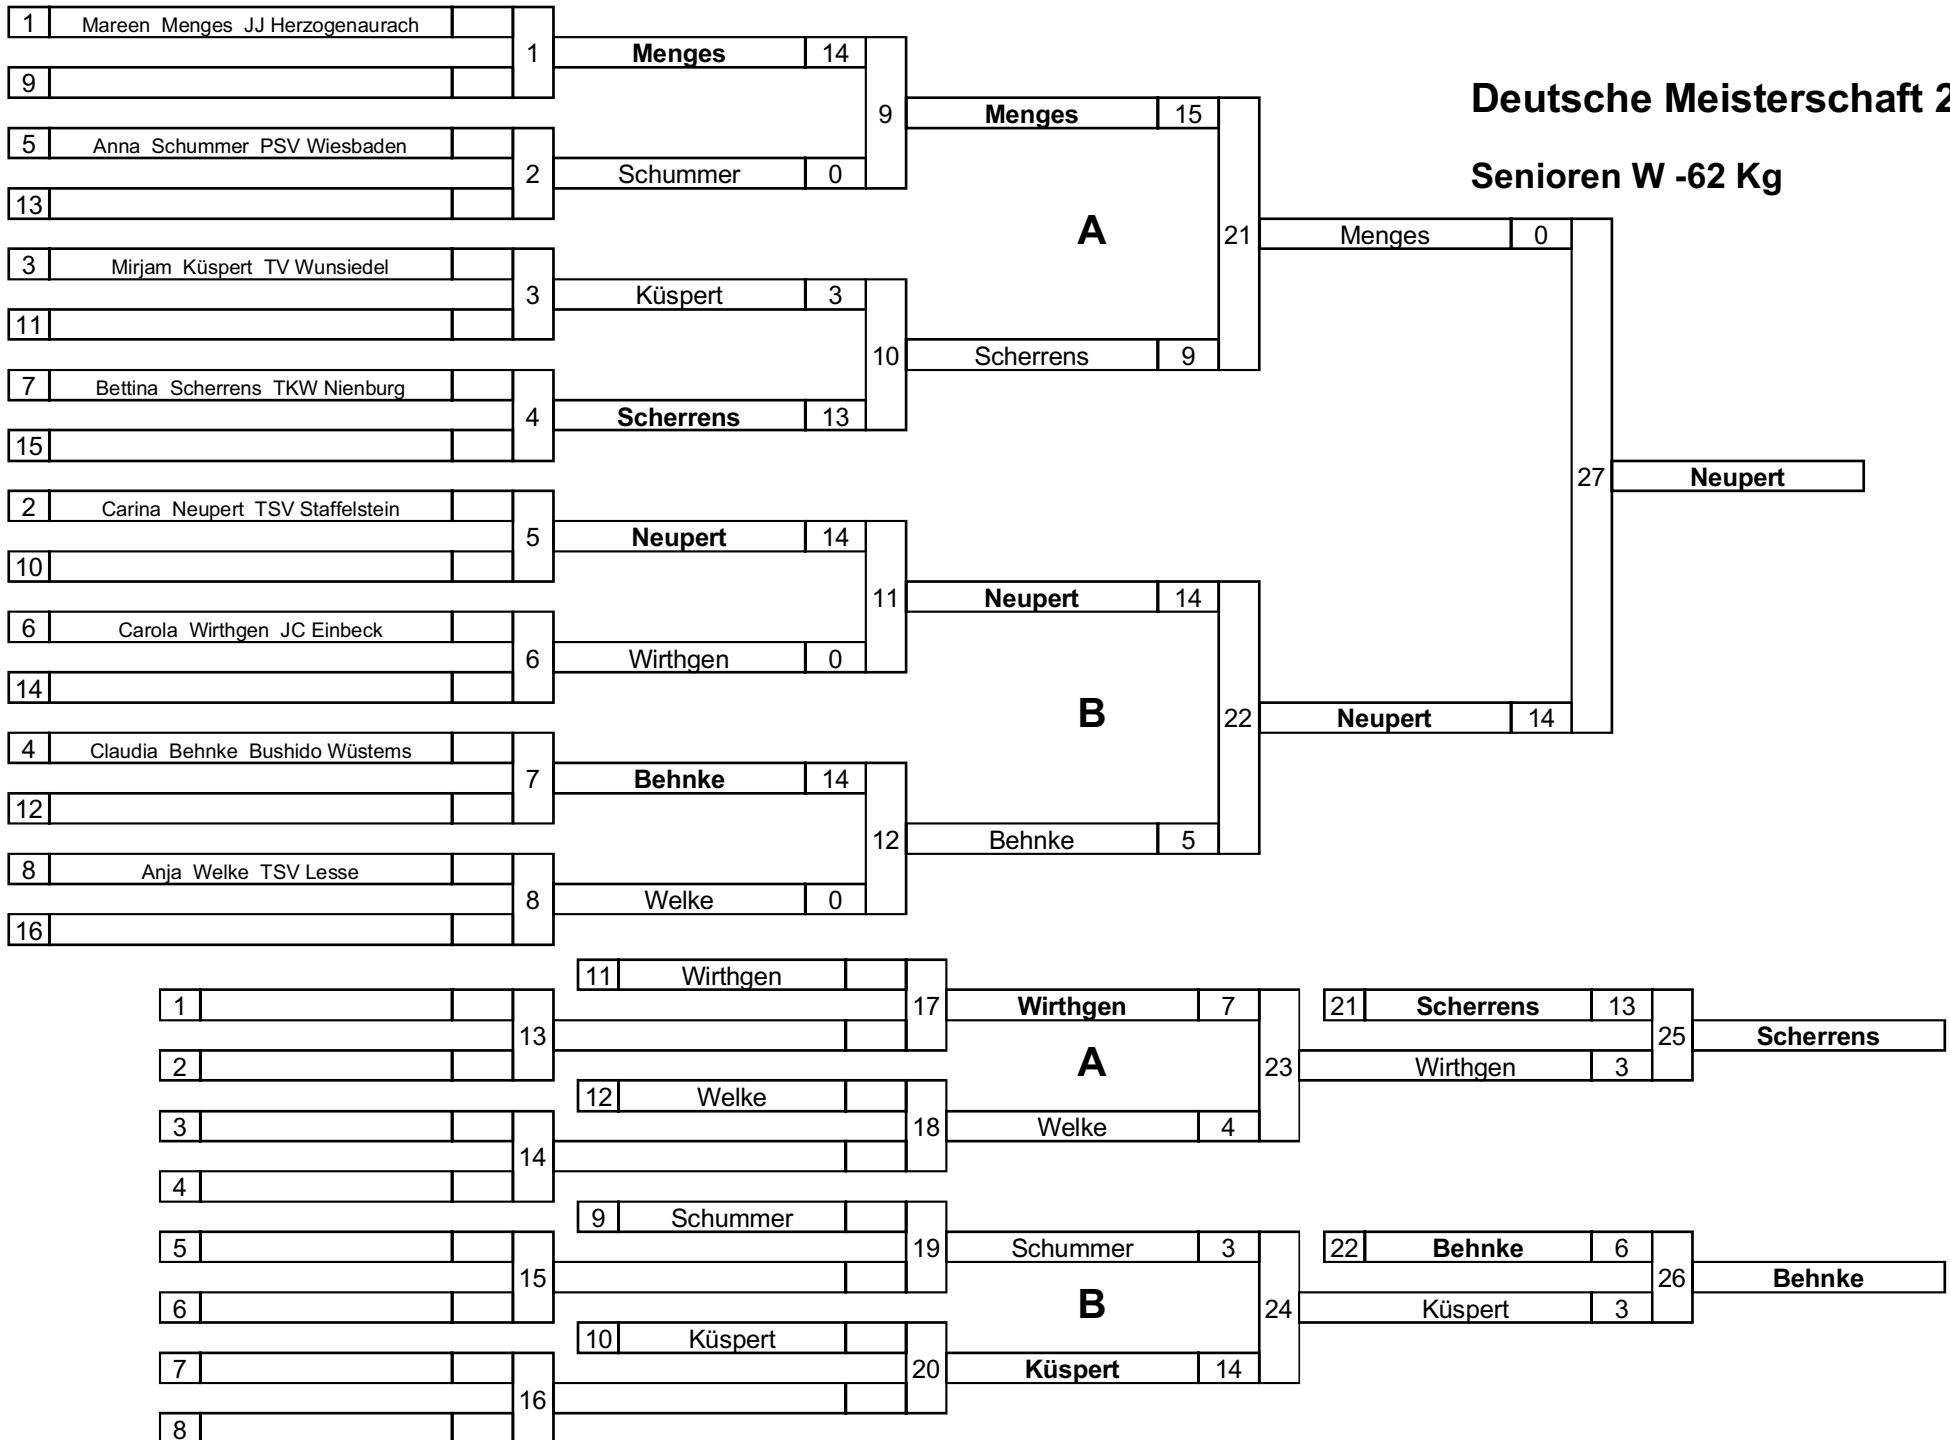 Deutsche Meisterschaft 2
Senioren W -62 Kg
1 Mareen Menges JJ Herzogenaurach
1 Menges 14
9
9 Menges 15
5 Anna Schummer PSV Wiesbaden
2 Schummer 0
13
A 21 Menges 0
3 Mirjam Küspert TV Wunsiedel
3 Küspert 3
11
10 Scherrens 9
7 Bettina Scherrens TKW Nienburg
4 Scherrens 13
15
27 Neupert
2 Carina Neupert TSV Staffelstein
5 Neupert 14
10
11 Neupert 14
6 Carola Wirthgen JC Einbeck
6 Wirthgen 0
14
B 22 Neupert 14
4 Claudia Behnke Bushido Wüstems
7 Behnke 14
12
12 Behnke 5
8 Anja Welke TSV Lesse
8 Welke 0
16
11 Wirthgen
1 17 Wirthgen 7 21 Scherrens 13
13 25 Scherrens
2 A 23 Wirthgen 3
12 Welke
3 18 Welke 4
14
4
9 Schummer
5 19 Schummer 3 22 Behnke 6
15 26 Behnke
6 B 24 Küspert 3
10 Küspert
7 20 Küspert 14
16
8